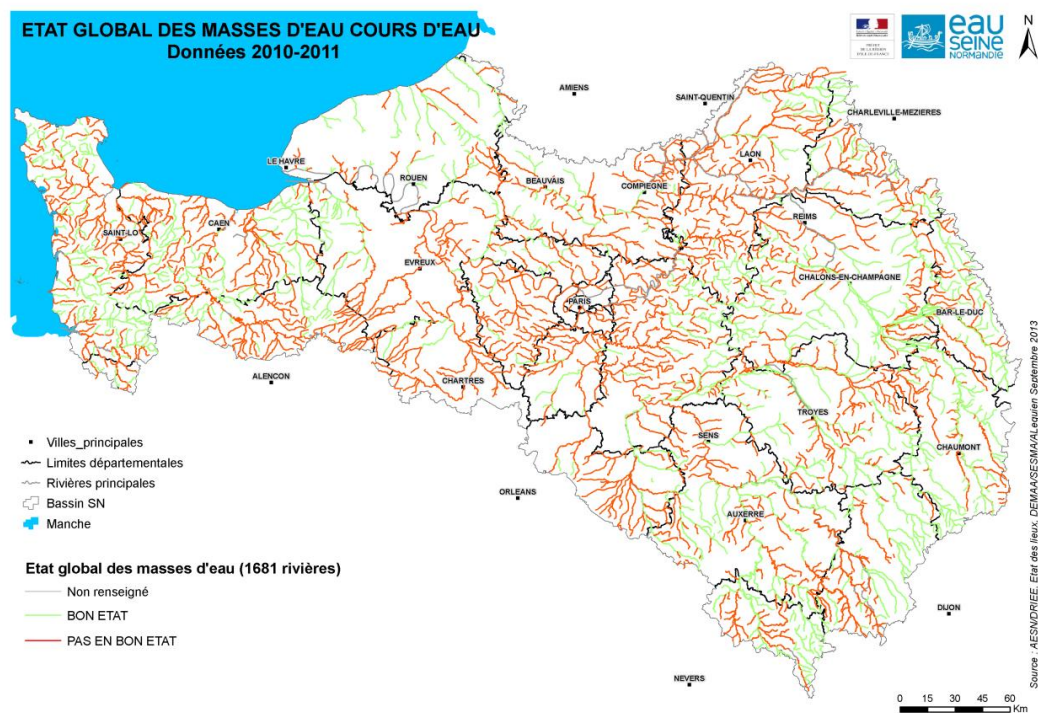 ETAT GLOBAL DES MASSES D'EAU COURS D'EAU
Données 2010-2011
eau
SEINE
NORMANDIE
N
AMIENS
SAINT-QUENTIN
CHARLEVILLE-MEZIERES
LE HAVRE
ROUEN
BEAUVAIS
COMPIEGNE
LAON
REIMS
SAINT-LO
CAEN
EVREUX
CHALONS-EN-CHAMPAGNE
PARIS
BAR-LE-DUC
ALENCON
CHARTRES
TROYES
SENS
CHAUMONT
ORLEANS
AUXERRE
DIJON
NEVERS
Villes_principales
Limites départementales
Rivières principales
Bassin SN
Manche
Etat global des masses d'eau (1681 rivières)
Non renseigné
BON ETAT
PAS EN BON ETAT
0 15 30 45 60
Km
Source : AESN/DRIEE, Etat des lieux, DEMAA/SESMA/ALequien Septembre 2013